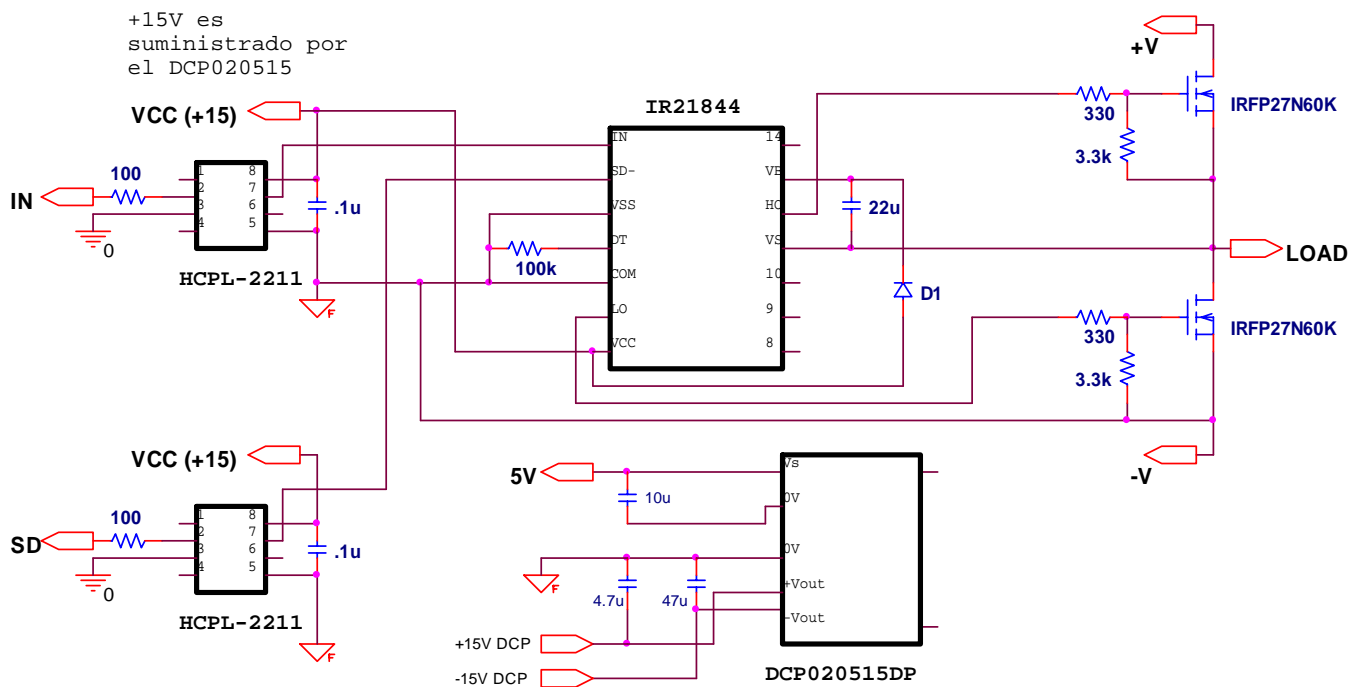 +15V es
suministrado por
el DCP020515
VCC (+15)
IN
100
1
2
3
4
8
7
6
5
.1u
0
HCPL-2211
F
IR21844
IN
SD-
VSS
DT
COM
LO
VCC
14
VB
HO
VS
10
9
8
100k
22u
D1
+V
330
3.3k
IRFP27N60K
LOAD
330
3.3k
IRFP27N60K
-V
VCC (+15)
SD
100
1
2
3
4
8
7
6
5
.1u
0
HCPL-2211
F
5V
10u
Vs
0V
0V
+Vout
-Vout
F
4.7u
47u
+15V DCP
-15V DCP
DCP020515DP